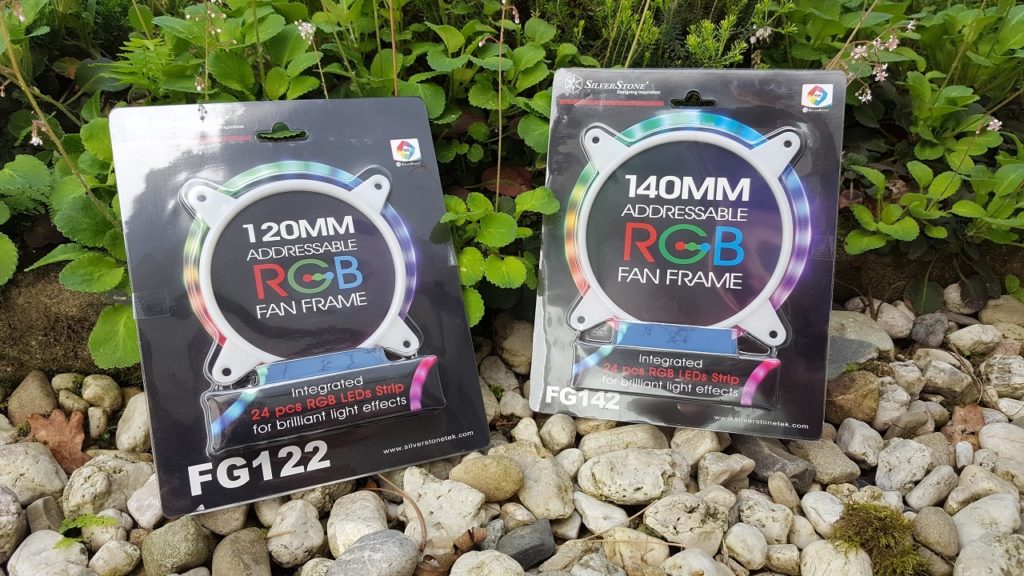 120MM
ADDRESSABLE
RGB
FAN FRAME
Integrated
24 pcs RGB LEDs Strip
for brilliant light effects
www.silverstonetek.com
FG122
SILVERSTONE
Designing Inspiration
140MM
ADDRESSABLE
RGB
FAN FRAME
Integrated
24 pcs RGB LEDs Strip
for brilliant light effects
FG142
www.silverstonetek.com